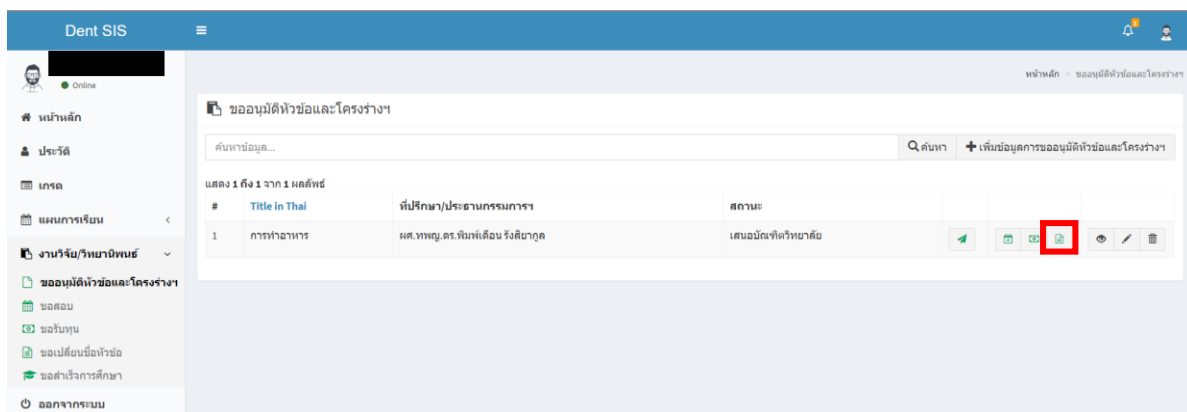 Dent SIS
1
Online
หน้าหลัก > ขออนุมัติหัวข้อและโครงร่างฯ
หน้าหลัก
ประวัติ
เกรด
แผนการเรียน
งานวิจัย/วิทยานิพนธ์
ขออนุมัติหัวข้อและโครงร่างฯ
ขอสอบ
ขอรับทุน
ขอเปลี่ยนชื่อหัวข้อ
ขอสำเร็จการศึกษา
ออกจากระบบ
ขออนุมัติหัวข้อและโครงร่างฯ
ค้นหาข้อมูล... ค้นหา เพิ่มข้อมูลการขออนุมัติหัวข้อและโครงร่างฯ
แสดง 1 ถึง 1 จาก 1 ผลลัพธ์
# Title in Thai ที่ปรึกษา/ประธานกรรมการฯ สถานะ
1 การทำอาหาร ผศ.ทพญ.ดร.พิมพ์เดือน รังสิยากูล เสนอบัณฑิตวิทยาลัย